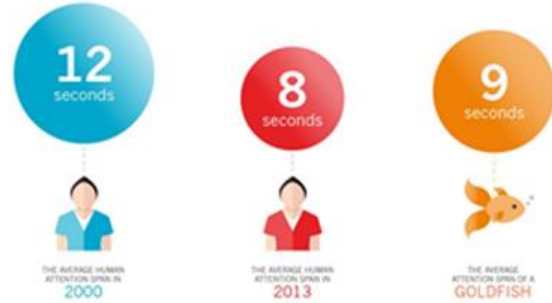 12
seconds
8
seconds
9
seconds
THE AVERAGE HUMAN
ATTENTION SPAN IN
2000
THE AVERAGE HUMAN
ATTENTION SPAN IN
2013
THE AVERAGE
ATTENTION SPAN OF A
GOLDFISH